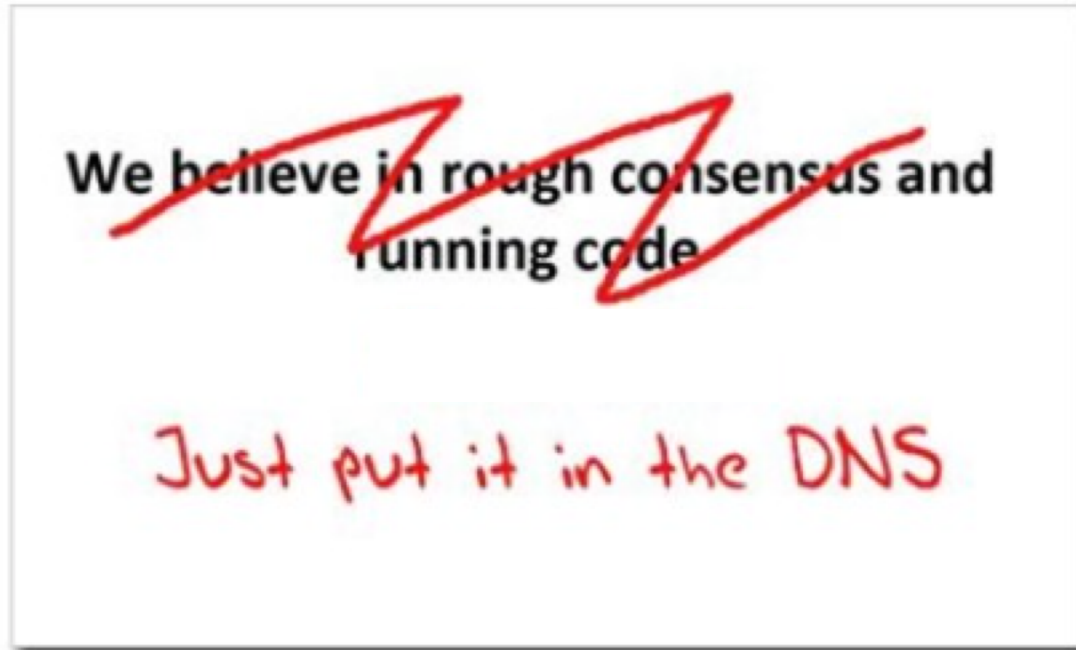 We believe in rough consensus and
running code
Just put it in the DNS